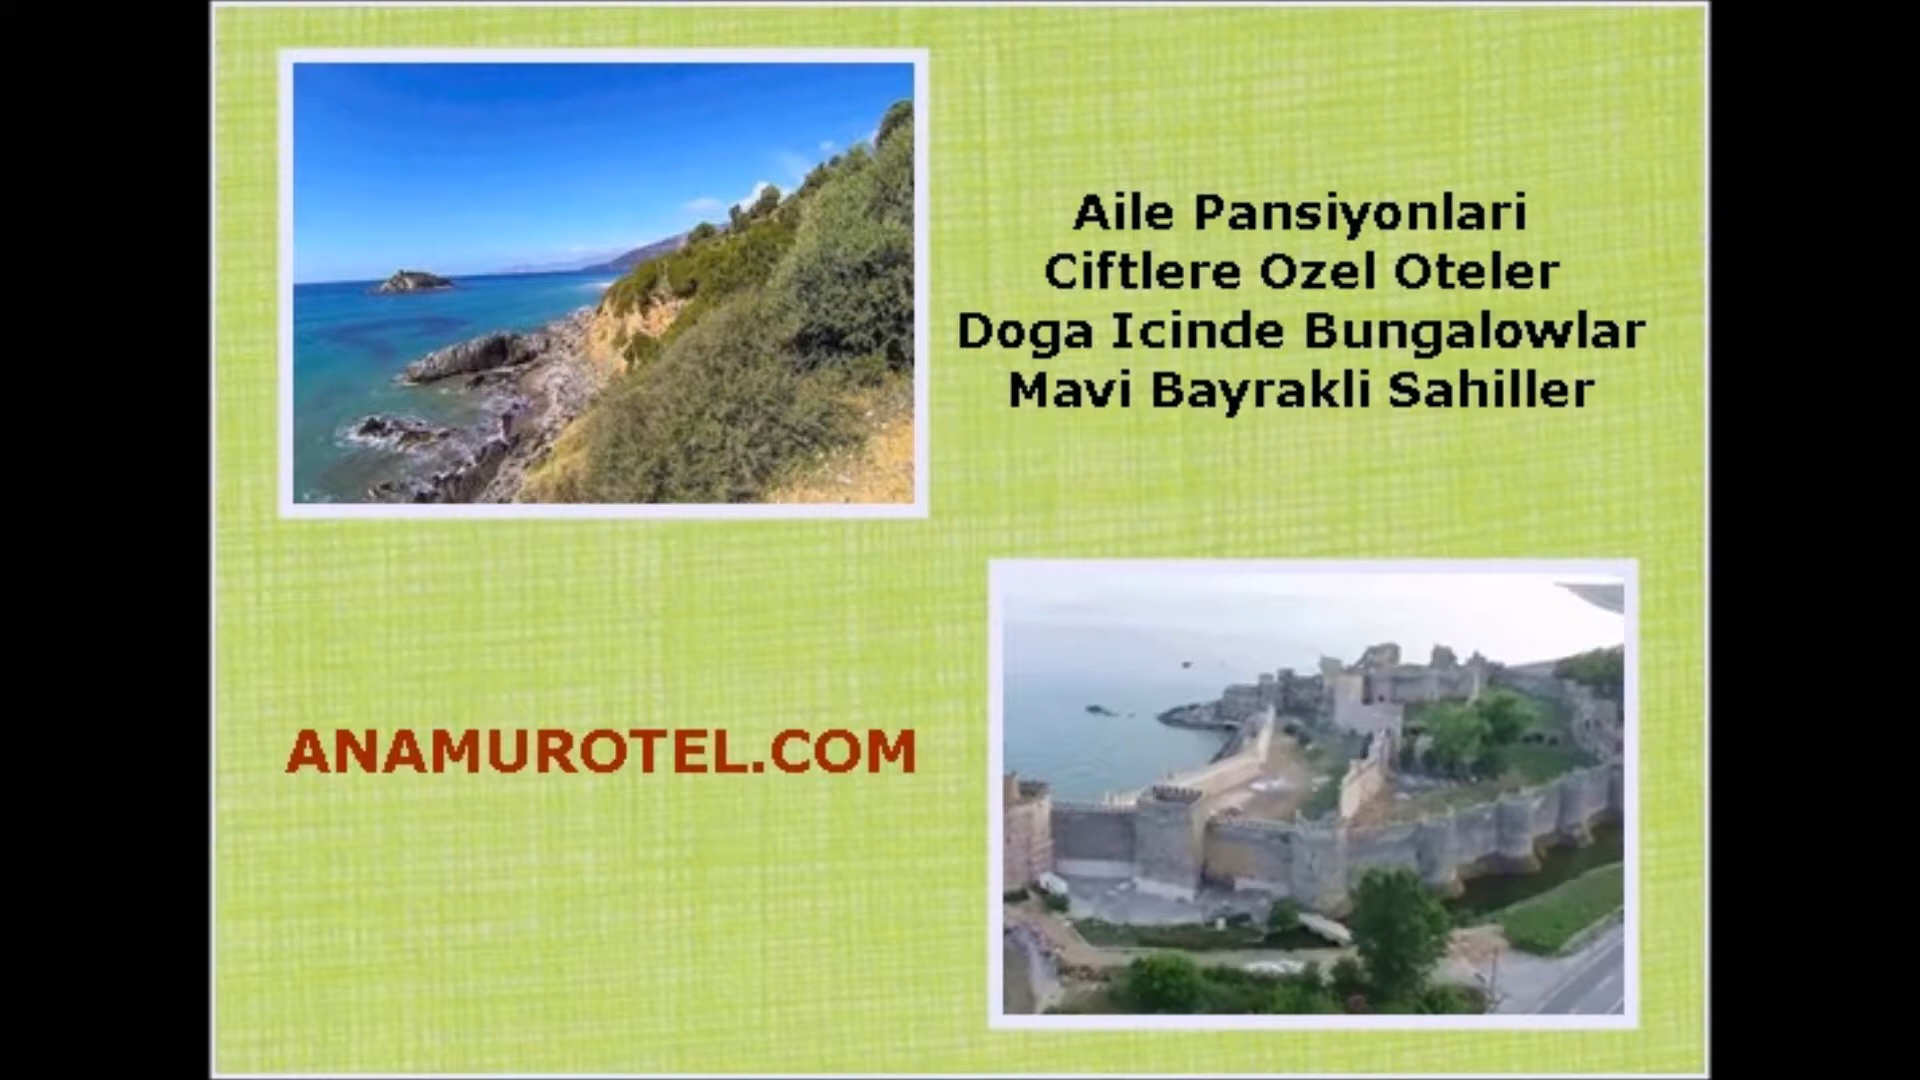 Aile Pansiyonlari
Ciftlere Ozel Oteler
Doga Icinde Bungalowlar
Mavi Bayrakli Sahiller
ANAMUROTEL.COM